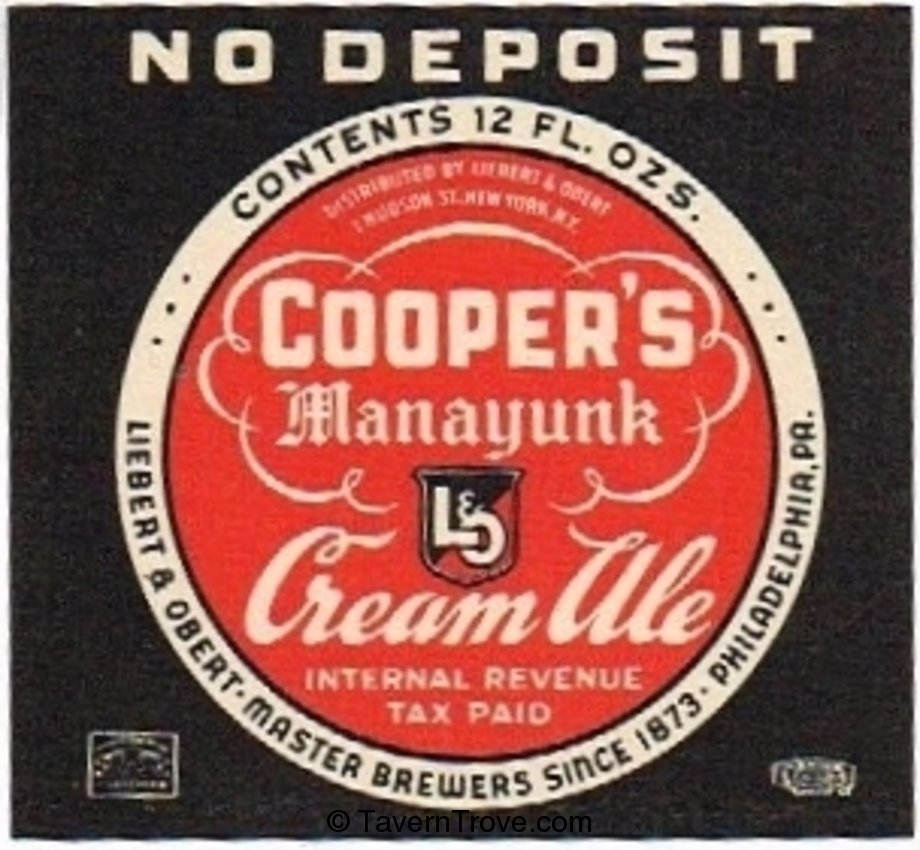 NO DEPOSIT
CONTENTS 12 FL. OZS.
DISTRIBUTED BY LIEBERT & OBERT
1 HUDSON ST. NEW YORK, N.Y.
COOPER'S
Manayunk
L&O
Cream Ale
INTERNAL REVENUE
TAX PAID
LIEBERT & OBERT · MASTER BREWERS SINCE 1873 · PHILADELPHIA, PA.
© TavernTrove.com